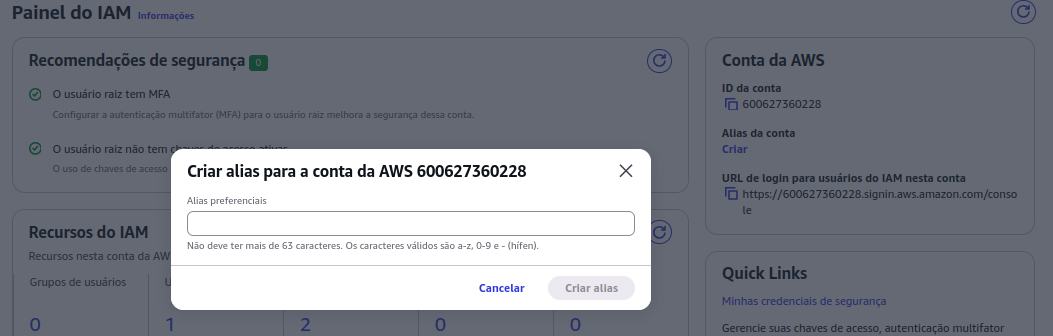 Painel do IAM Informações
Recomendações de segurança 0
O usuário raiz tem MFA
Configurar a autenticação multifator (MFA) para o usuário raiz melhora a segurança dessa conta.
O usuário raiz não tem chaves de acesso ativas
O uso de chaves de acesso
Criar alias para a conta da AWS 600627360228
Alias preferenciais
Não deve ter mais de 63 caracteres. Os caracteres válidos são a-z, 0-9 e - (hífen).
Cancelar
Criar alias
Recursos do IAM
Recursos nesta conta da AW
Grupos de usuários
U
0
1
2
0
0
Conta da AWS
ID da conta
600627360228
Alias da conta
Criar
URL de login para usuários do IAM nesta conta
https://600627360228.signin.aws.amazon.com/conso
le
Quick Links
Minhas credenciais de segurança
Gerencie suas chaves de acesso, autenticação multifator